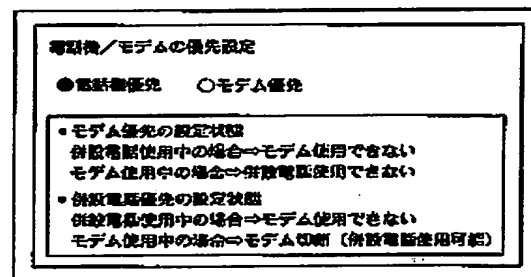 電話機／モデムの優先設定
●電話機優先　○モデム優先
• モデム優先の設定状態
併設電話使用中の場合⇒モデム使用できない
モデム使用中の場合⇒併設電話使用できない
• 併設電話優先の設定状態
併設電話使用中の場合⇒モデム使用できない
モデム使用中の場合⇒モデム切断（併設電話使用可能）